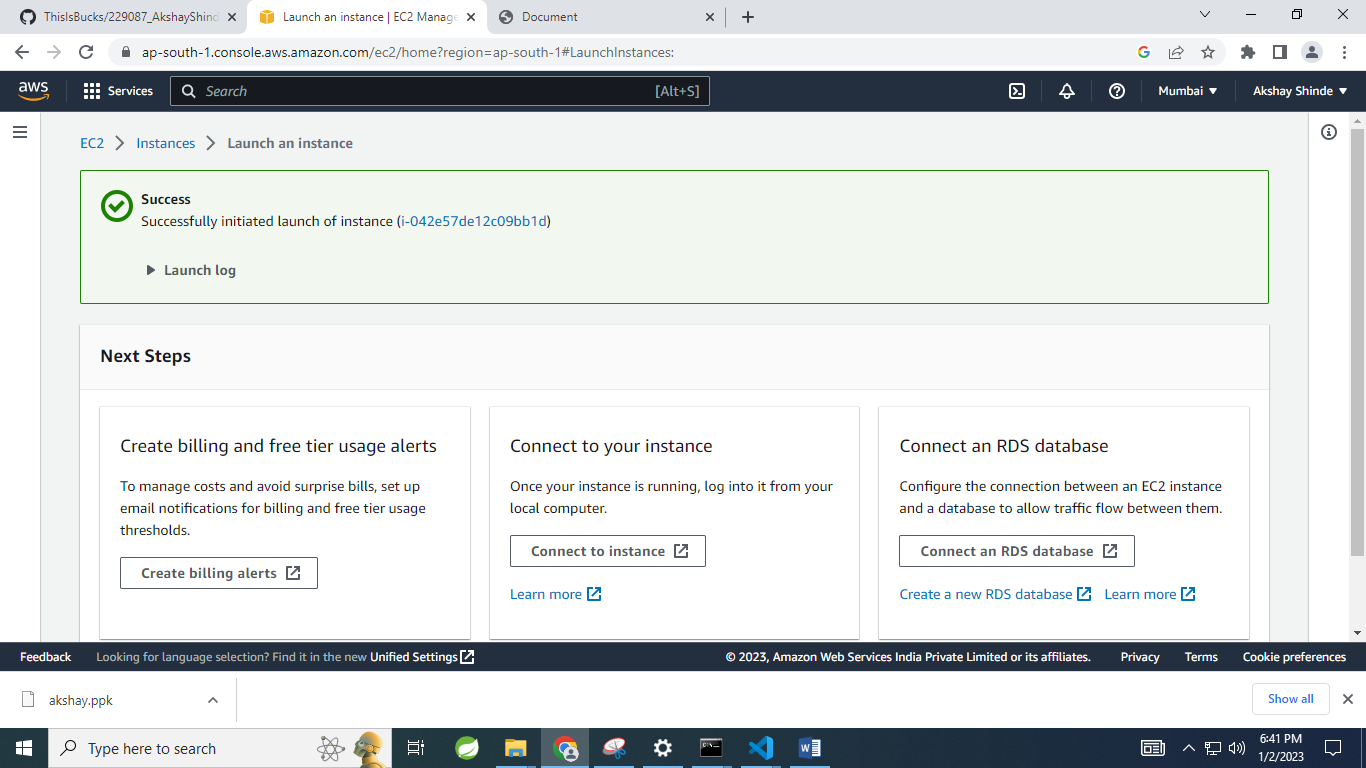 ThisIsBucks/229087_AkshayShind
Launch an instance | EC2 Manage
Document
ap-south-1.console.aws.amazon.com/ec2/home?region=ap-south-1#LaunchInstances:
aws
Services
Search
[Alt+S]
Mumbai
Akshay Shinde
EC2
Instances
Launch an instance
Success
Successfully initiated launch of instance (i-042e57de12c09bb1d)
Launch log
Next Steps
Create billing and free tier usage alerts
To manage costs and avoid surprise bills, set up
email notifications for billing and free tier usage
thresholds.
Create billing alerts
Connect to your instance
Once your instance is running, log into it from your
local computer.
Connect to instance
Learn more
Connect an RDS database
Configure the connection between an EC2 instance
and a database to allow traffic flow between them.
Connect an RDS database
Create a new RDS database
Learn more
Feedback
Looking for language selection? Find it in the new Unified Settings
© 2023, Amazon Web Services India Private Limited or its affiliates.
Privacy
Terms
Cookie preferences
akshay.ppk
Show all
Type here to search
6:41 PM
1/2/2023